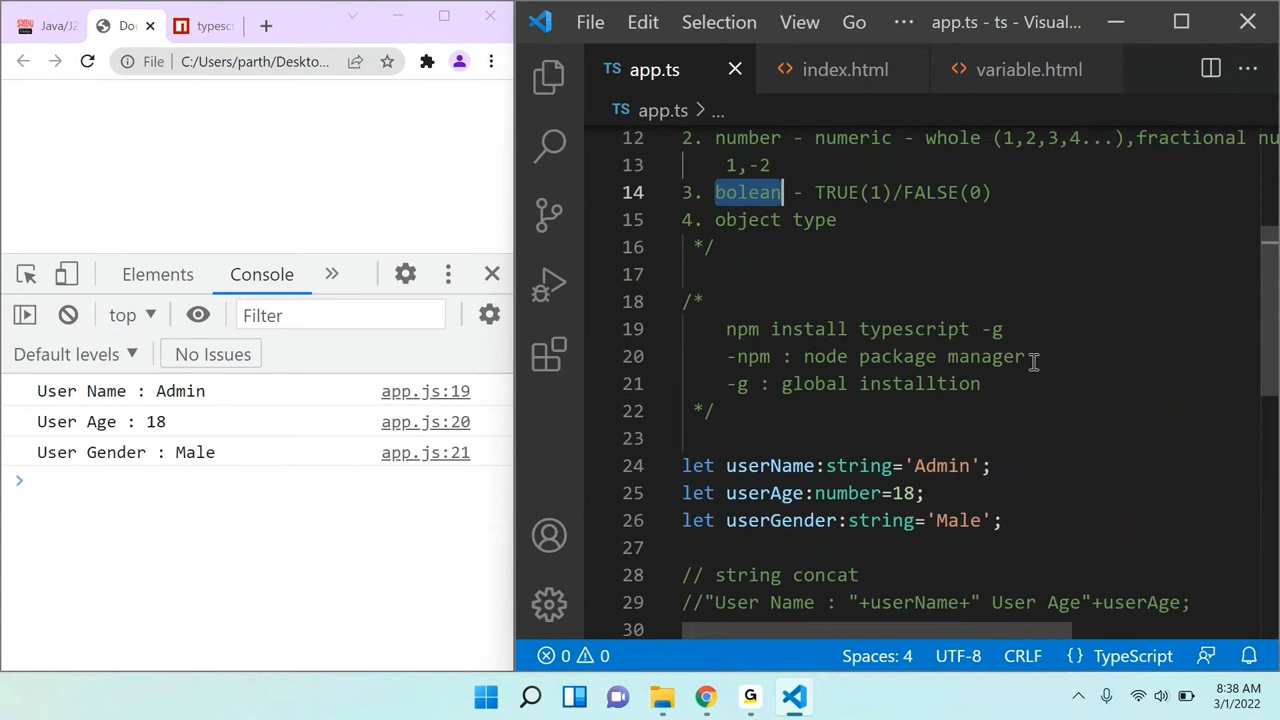 Java/J2
Doc
typescr
File Edit Selection View Go ··· app.ts - ts - Visual...
File C:/Users/parth/Deskto...
TS app.ts
index.html
variable.html
TS app.ts > ...
12 2. number - numeric - whole (1,2,3,4...),fractional nu
13 1,-2
14 3. bolean - TRUE(1)/FALSE(0)
15 4. object type
16 */
17
18 /*
19 npm install typescript -g
20 -npm : node package manager
21 -g : global installtion
22 */
23
24 let userName:string='Admin';
25 let userAge:number=18;
26 let userGender:string='Male';
27
28 // string concat
29 //"User Name : "+userName+" User Age"+userAge;
30
Elements Console »
top Filter
Default levels No Issues
User Name : Admin app.js:19
User Age : 18 app.js:20
User Gender : Male app.js:21
0 0 Spaces: 4 UTF-8 CRLF {} TypeScript
8:38 AM
3/1/2022